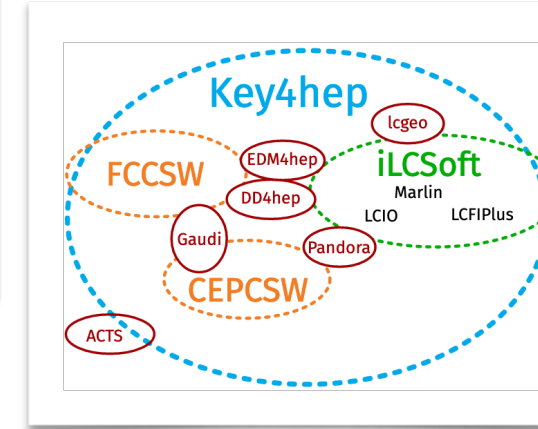 Key4hep
lcgeo
FCCSW
EDM4hep
iLCSoft
DD4hep
Marlin
LCIO
LCFIPlus
Gaudi
Pandora
CEPCSW
ACTS